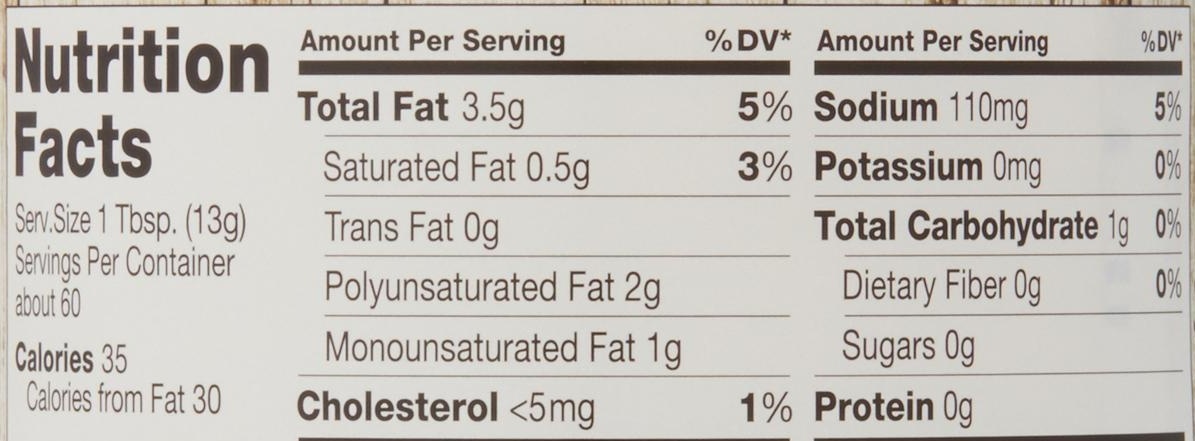 Nutrition
Facts
Serv.Size 1 Tbsp. (13g)
Servings Per Container
about 60
Calories 35
Calories from Fat 30
Amount Per Serving %DV*
Total Fat 3.5g 5%
Saturated Fat 0.5g 3%
Trans Fat 0g
Polyunsaturated Fat 2g
Monounsaturated Fat 1g
Cholesterol <5mg 1%
Amount Per Serving %DV*
Sodium 110mg 5%
Potassium 0mg 0%
Total Carbohydrate 1g 0%
Dietary Fiber 0g 0%
Sugars 0g
Protein 0g